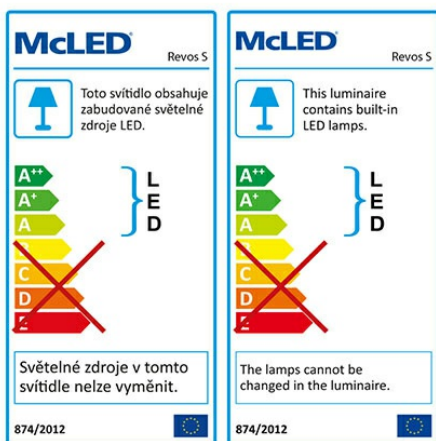 McLED®
Revos S
Toto svítidlo obsahuje
zabudované světelné
zdroje LED.
A++
A+
A
B
C
D
E
L
E
D
Světelné zdroje v tomto
svítidle nelze vyměnit.
874/2012
McLED®
Revos S
This luminaire
contains built-in
LED lamps.
A++
A+
A
B
C
D
E
L
E
D
The lamps cannot be
changed in the luminaire.
874/2012